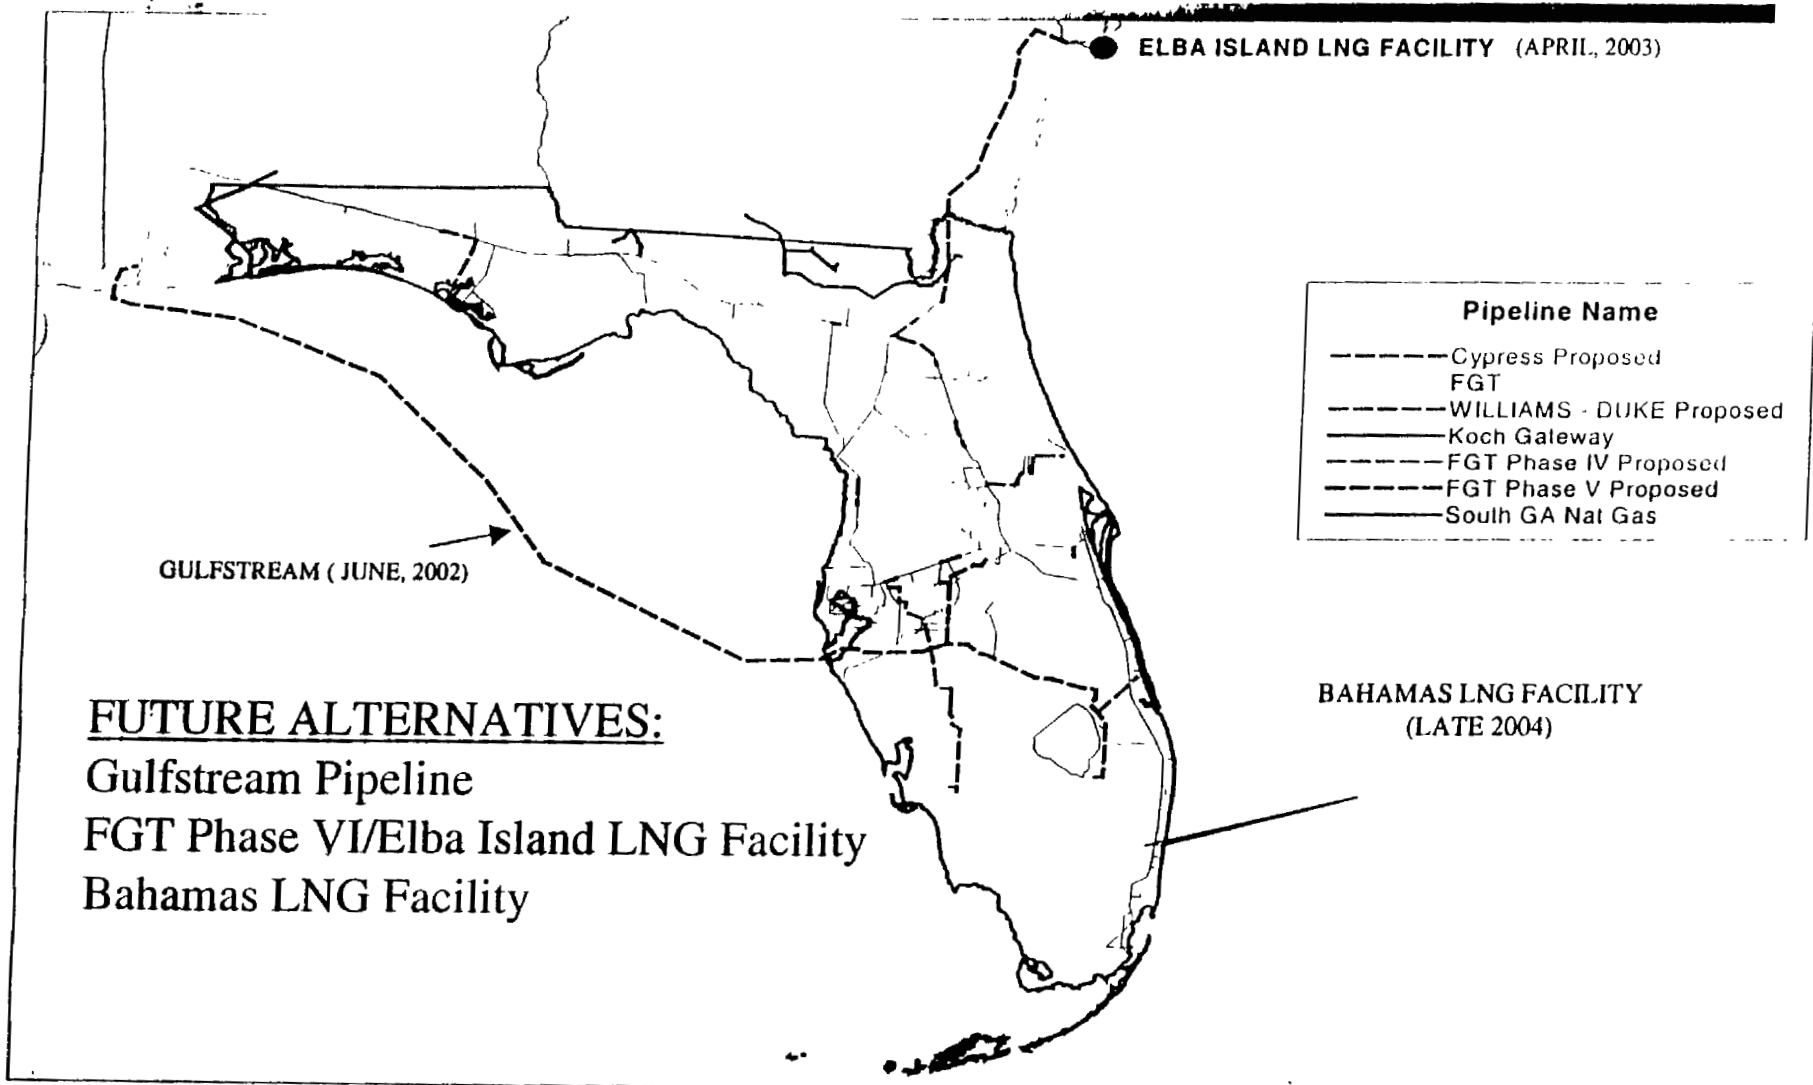 ELBA ISLAND LNG FACILITY (APRIL, 2003)
Pipeline Name
Cypress Proposed
FGT
WILLIAMS - DUKE Proposed
Koch Gateway
FGT Phase IV Proposed
FGT Phase V Proposed
South GA Nat Gas
GULFSTREAM ( JUNE, 2002)
BAHAMAS LNG FACILITY
(LATE 2004)
FUTURE ALTERNATIVES:
Gulfstream Pipeline
FGT Phase VI/Elba Island LNG Facility
Bahamas LNG Facility